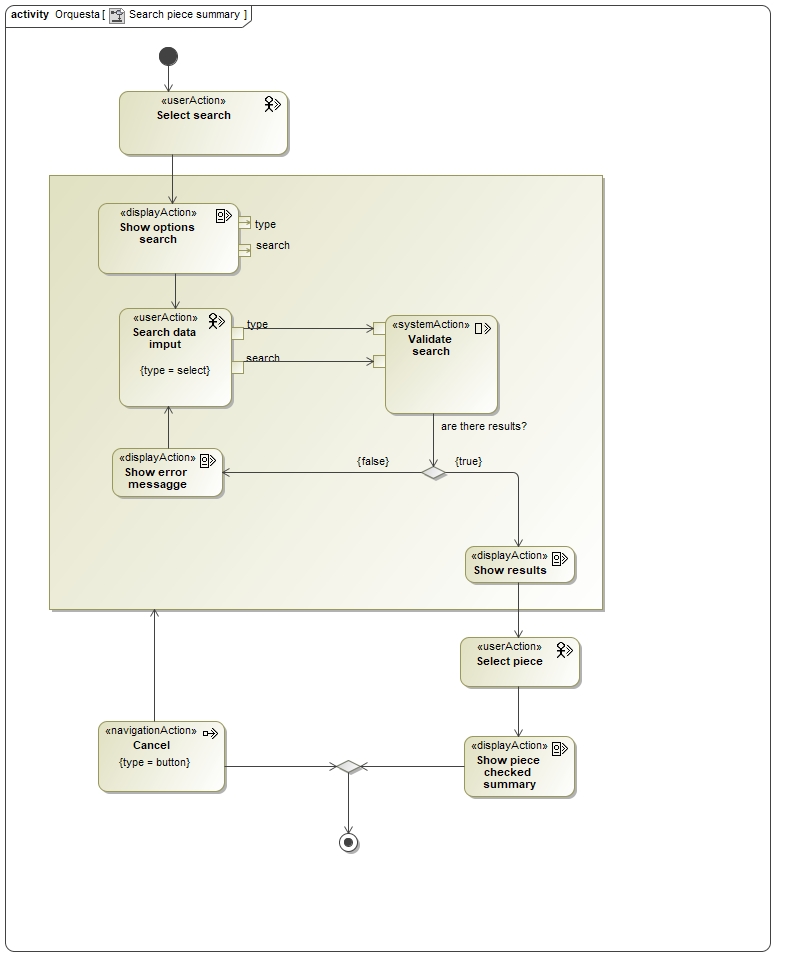 activity Orquesta [ Search piece summary ]
«userAction»
Select search
«displayAction»
Show options
search
type
search
«userAction»
Search data
imput
{type = select}
type
search
«systemAction»
Validate
search
are there results?
{false}
{true}
«displayAction»
Show error
messagge
«displayAction»
Show results
«userAction»
Select piece
«navigationAction»
Cancel
{type = button}
«displayAction»
Show piece
checked
summary